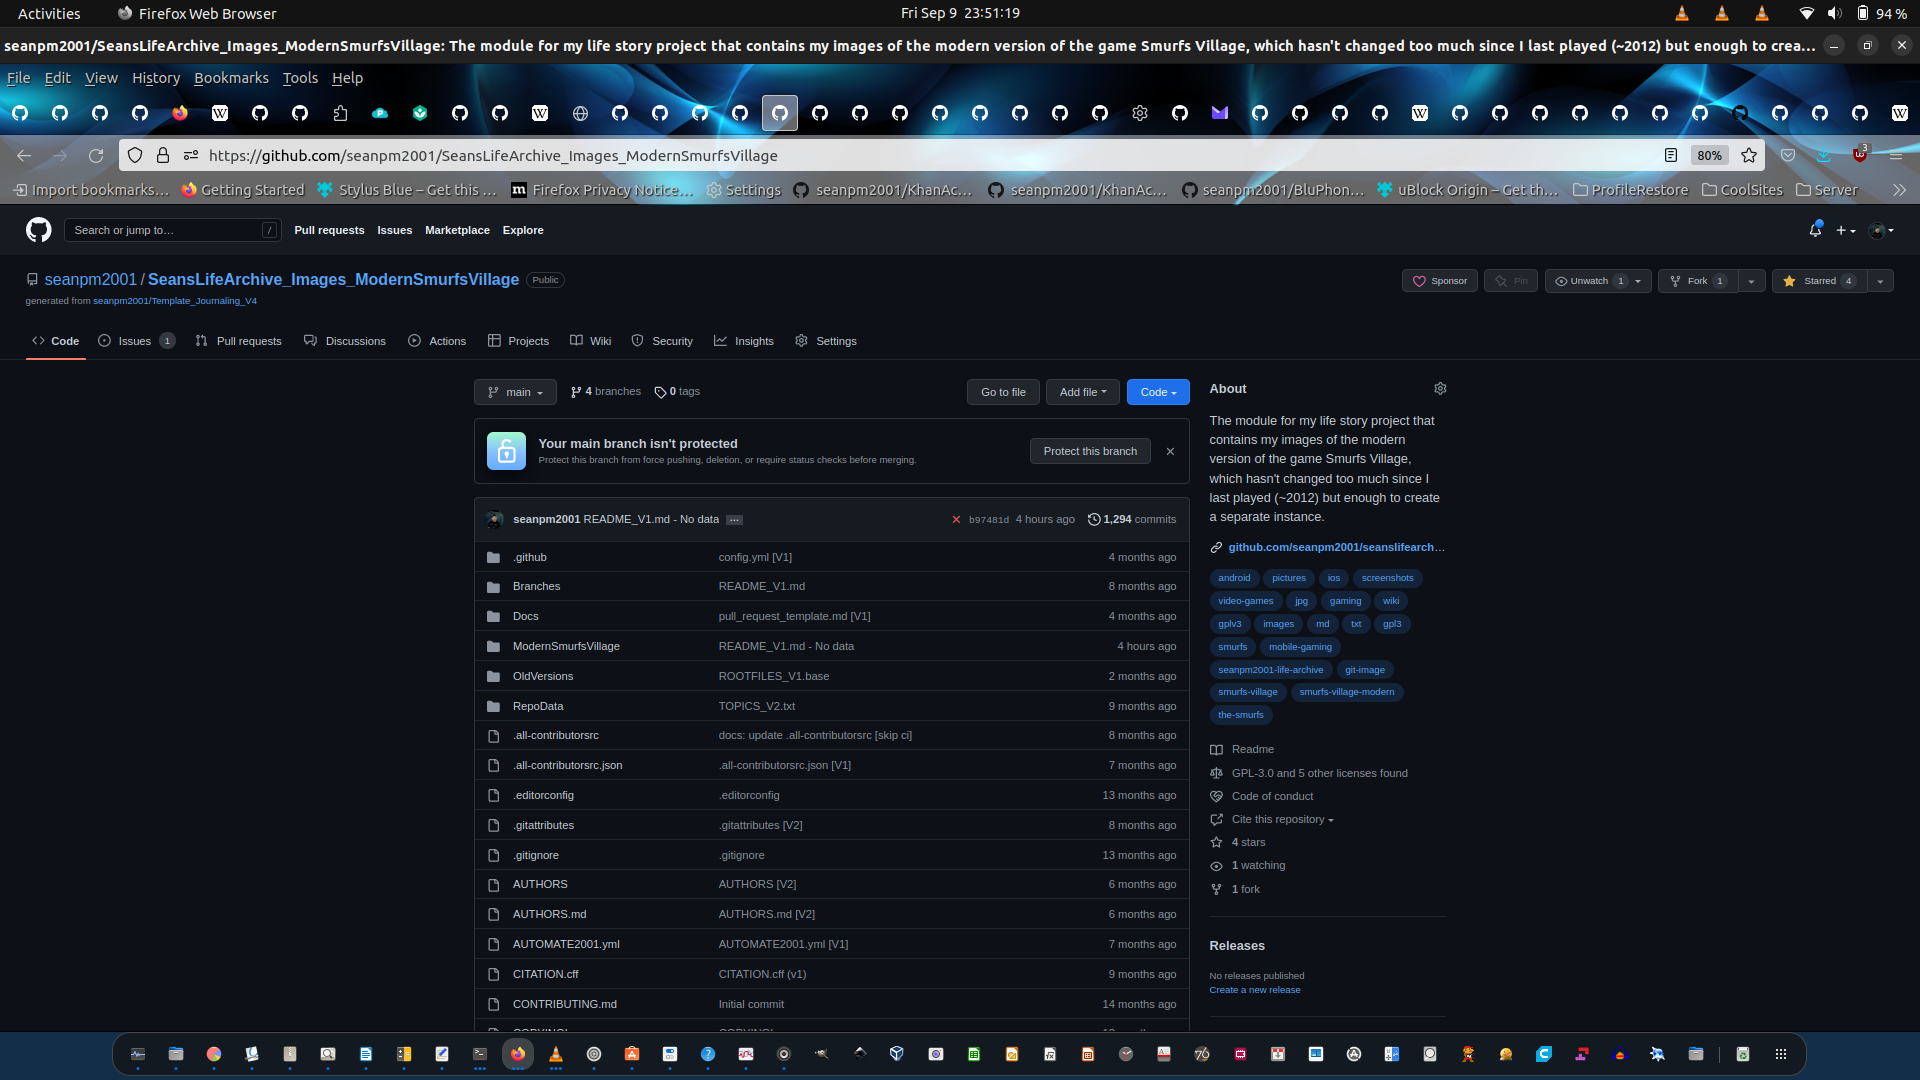 Activities
Firefox Web Browser
Fri Sep 9 23:51:19
94 %
seanpm2001/SeansLifeArchive_Images_ModernSmurfsVillage: The module for my life story project that contains my images of the modern version of the game Smurfs Village, which hasn't changed too much since I last played (~2012) but enough to crea…
File Edit View History Bookmarks Tools Help
https://github.com/seanpm2001/SeansLifeArchive_Images_ModernSmurfsVillage
80%
3
Import bookmarks… Getting Started Stylus Blue – Get this … Firefox Privacy Notice… Settings seanpm2001/KhanAc… seanpm2001/KhanAc… seanpm2001/BluPhon… uBlock Origin – Get th… ProfileRestore CoolSites Server
Search or jump to… /
Pull requests Issues Marketplace Explore
seanpm2001 / SeansLifeArchive_Images_ModernSmurfsVillage Public
generated from seanpm2001/Template_Journaling_V4
Sponsor Pin Unwatch 1 Fork 1 Starred 4
Code Issues 1 Pull requests Discussions Actions Projects Wiki Security Insights Settings
main 4 branches 0 tags
Go to file Add file Code
Your main branch isn't protected
Protect this branch from force pushing, deletion, or require status checks before merging.
Protect this branch
seanpm2001 README_V1.md - No data … b97481d 4 hours ago 1,294 commits
.github config.yml [V1] 4 months ago
Branches README_V1.md 8 months ago
Docs pull_request_template.md [V1] 4 months ago
ModernSmurfsVillage README_V1.md - No data 4 hours ago
OldVersions ROOTFILES_V1.base 2 months ago
RepoData TOPICS_V2.txt 9 months ago
.all-contributorsrc docs: update .all-contributorsrc [skip ci] 8 months ago
.all-contributorsrc.json .all-contributorsrc.json [V1] 7 months ago
.editorconfig .editorconfig 13 months ago
.gitattributes .gitattributes [V2] 8 months ago
.gitignore .gitignore 13 months ago
AUTHORS AUTHORS [V2] 6 months ago
AUTHORS.md AUTHORS.md [V2] 6 months ago
AUTOMATE2001.yml AUTOMATE2001.yml [V1] 7 months ago
CITATION.cff CITATION.cff (v1) 9 months ago
CONTRIBUTING.md Initial commit 14 months ago
About
The module for my life story project that
contains my images of the modern
version of the game Smurfs Village,
which hasn't changed too much since I
last played (~2012) but enough to create
a separate instance.
github.com/seanpm2001/seanslifearch…
android pictures ios screenshots
video-games jpg gaming wiki
gplv3 images md txt gpl3
smurfs mobile-gaming
seanpm2001-life-archive git-image
smurfs-village smurfs-village-modern
the-smurfs
Readme
GPL-3.0 and 5 other licenses found
Code of conduct
Cite this repository
4 stars
1 watching
1 fork
Releases
No releases published
Create a new release